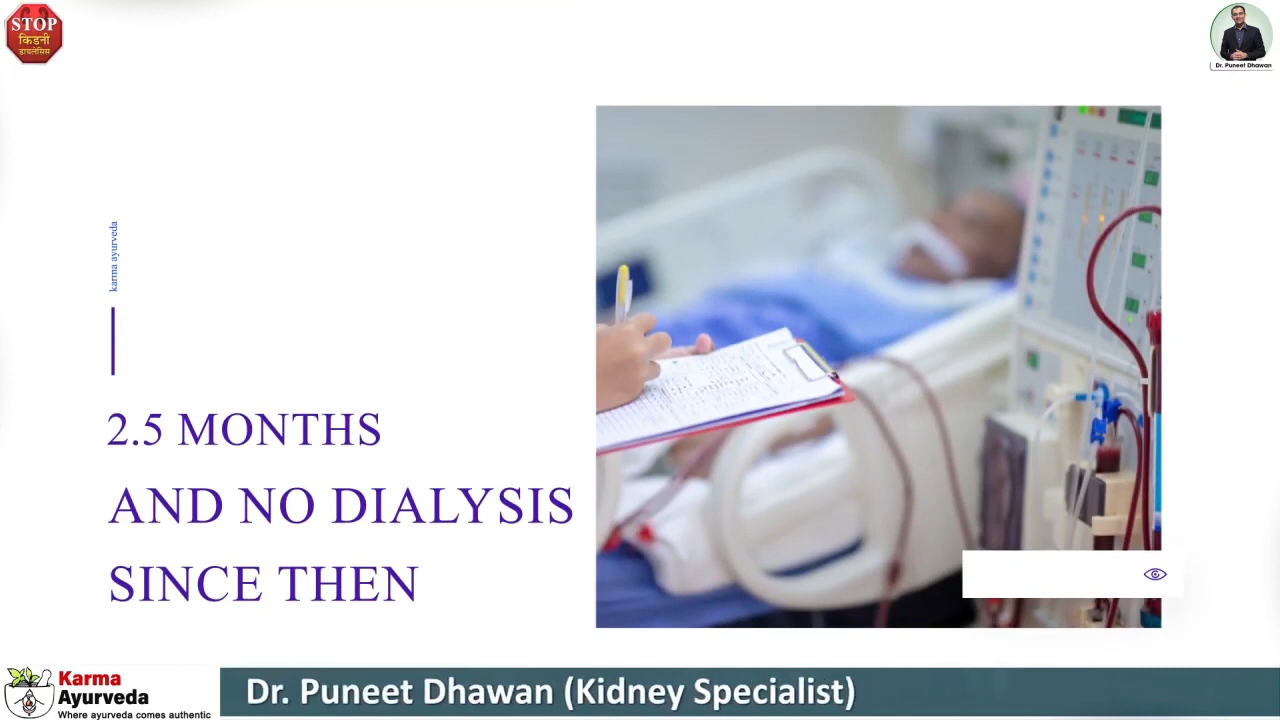 STOP
किडनी
डायलेसिस
Dr. Puneet Dhawan
karma ayurveda
2.5 MONTHS
AND NO DIALYSIS
SINCE THEN
Karma
Ayurveda
Where ayurveda comes authentic
Dr. Puneet Dhawan (Kidney Specialist)